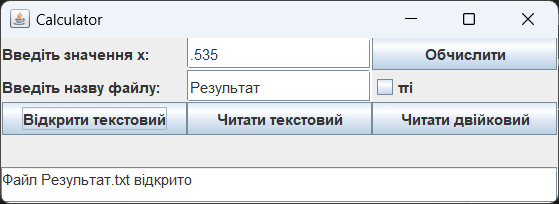 Calculator
Введіть значення x: .535 Обчислити
Введіть назву файлу: Результат πi
Відкрити текстовий Читати текстовий Читати двійковий
Файл Результат.txt відкрито